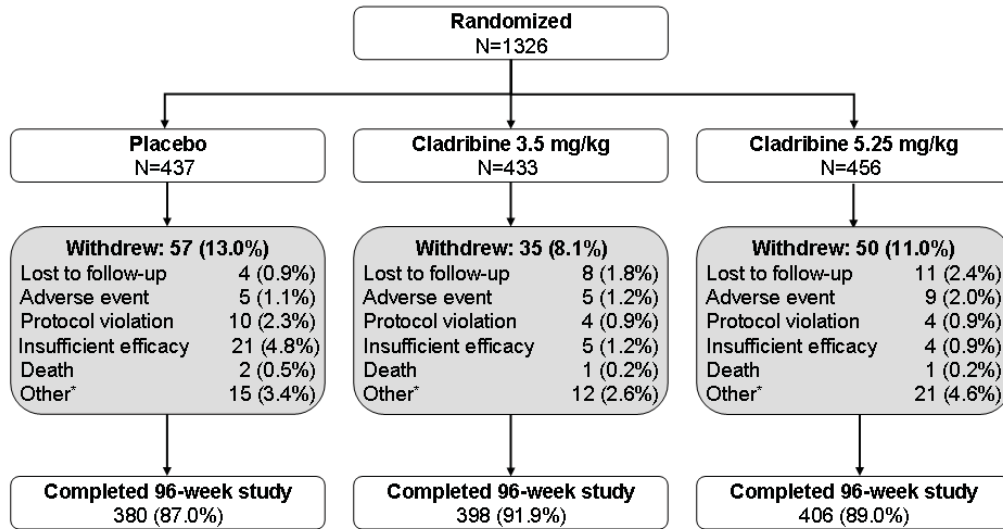 Randomized
N=1326
Placebo
N=437
Cladribine 3.5 mg/kg
N=433
Cladribine 5.25 mg/kg
N=456
Withdrew: 57 (13.0%)
Lost to follow-up 4 (0.9%)
Adverse event 5 (1.1%)
Protocol violation 10 (2.3%)
Insufficient efficacy 21 (4.8%)
Death 2 (0.5%)
Other* 15 (3.4%)
Withdrew: 35 (8.1%)
Lost to follow-up 8 (1.8%)
Adverse event 5 (1.2%)
Protocol violation 4 (0.9%)
Insufficient efficacy 5 (1.2%)
Death 1 (0.2%)
Other* 12 (2.6%)
Withdrew: 50 (11.0%)
Lost to follow-up 11 (2.4%)
Adverse event 9 (2.0%)
Protocol violation 4 (0.9%)
Insufficient efficacy 4 (0.9%)
Death 1 (0.2%)
Other* 21 (4.6%)
Completed 96-week study
380 (87.0%)
Completed 96-week study
398 (91.9%)
Completed 96-week study
406 (89.0%)